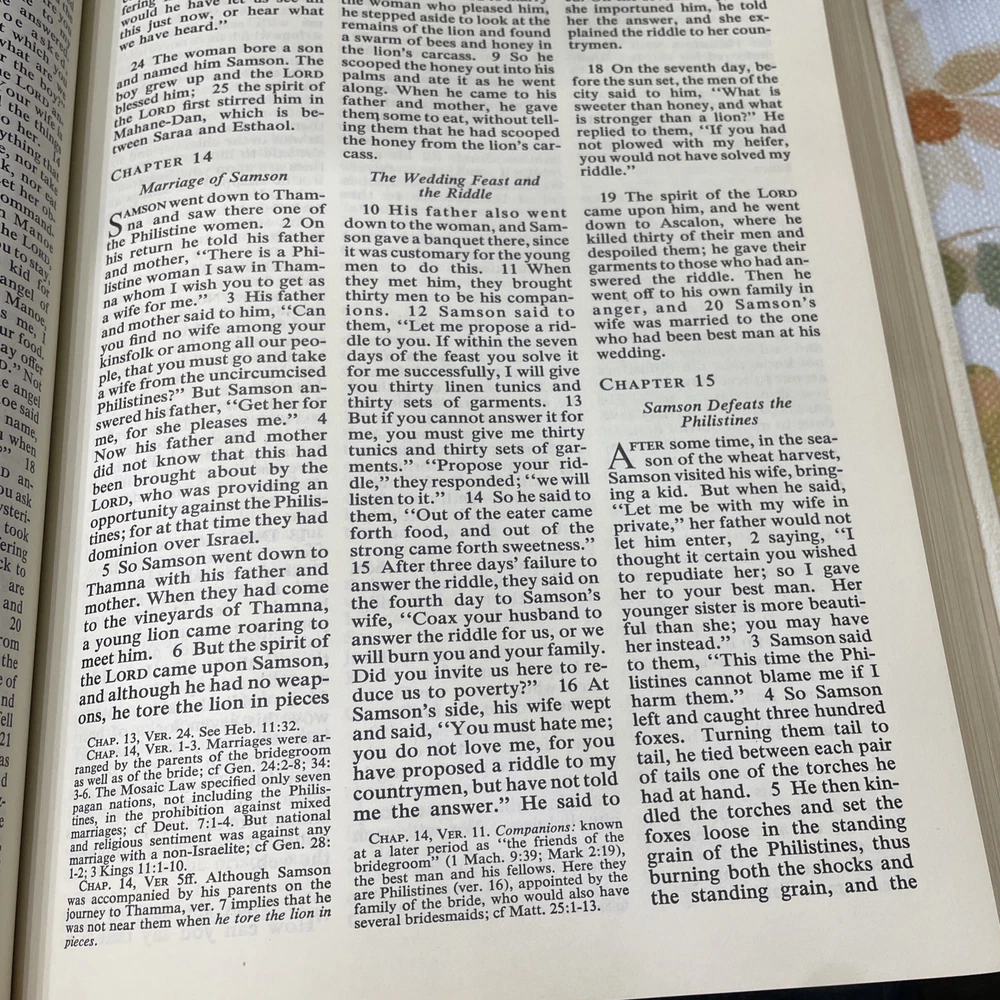 would he have let us see all
this just now, or hear what
we have heard."
24 The woman bore a son
and named him Samson. The
boy grew up and the LORD
blessed him; 25 the spirit of
the LORD first stirred him in
Mahane-Dan, which is be-
tween Saraa and Esthaol.
CHAPTER 14
Marriage of Samson
SAMSON went down to Tham-
na and saw there one of
the Philistine women. 2 On
his return he told his father
and mother, "There is a Phi-
listine woman I saw in Tham-
na whom I wish you to get as
a wife for me." 3 His father
and mother said to him, "Can
you find no wife among your
kinsfolk or among all our peo-
ple, that you must go and take
a wife from the uncircumcised
Philistines?" But Samson an-
swered his father, "Get her for
me, for she pleases me." 4
Now his father and mother
did not know that this had
been brought about by the
LORD, who was providing an
opportunity against the Philis-
tines; for at that time they had
dominion over Israel.
5 So Samson went down to
Thamna with his father and
mother. When they had come
to the vineyards of Thamna,
a young lion came roaring to
meet him. 6 But the spirit of
the LORD came upon Samson,
and although he had no weap-
ons, he tore the lion in pieces
CHAP. 13, VER. 24. See Heb. 11:32.
CHAP. 14, VER. 1-3. Marriages were ar-
ranged by the parents of the bridegroom
as well as of the bride; cf Gen. 24:2-8; 34:
3-6. The Mosaic Law specified only seven
pagan nations, not including the Philis-
tines, in the prohibition against mixed
marriages; cf Deut. 7:1-4. But national
and religious sentiment was against any
marriage with a non-Israelite; cf Gen. 28:
1-2; 3 Kings 11:1-10.
CHAP. 14, VER 5ff. Although Samson
was accompanied by his parents on the
journey to Thamma, ver. 7 implies that he
was not near them when he tore the lion in
pieces.
the woman who pleased him,
he stepped aside to look at the
remains of the lion and found
a swarm of bees and honey in
the lion's carcass. 9 So he
scooped the honey out into his
palms and ate it as he went
along. When he came to his
father and mother, he gave
them some to eat, without tell-
ing them that he had scooped
the honey from the lion's car-
cass.
The Wedding Feast and
the Riddle
10 His father also went
down to the woman, and Sam-
son gave a banquet there, since
it was customary for the young
men to do this. 11 When
they met him, they brought
thirty men to be his compan-
ions. 12 Samson said to
them, "Let me propose a rid-
dle to you. If within the seven
days of the feast you solve it
for me successfully, I will give
you thirty linen tunics and
thirty sets of garments. 13
But if you cannot answer it for
me, you must give me thirty
tunics and thirty sets of gar-
ments." "Propose your rid-
dle," they responded; "we will
listen to it." 14 So he said to
them, "Out of the eater came
forth food, and out of the
strong came forth sweetness."
15 After three days' failure to
answer the riddle, they said on
the fourth day to Samson's
wife, "Coax your husband to
answer the riddle for us, or we
will burn you and your family.
Did you invite us here to re-
duce us to poverty?" 16 At
Samson's side, his wife wept
and said, "You must hate me;
you do not love me, for you
have proposed a riddle to my
countrymen, but have not told
me the answer." He said to
CHAP. 14, VER. 11. Companions: known
at a later period as "the friends of the
bridegroom" (1 Mach. 9:39; Mark 2:19),
the best man and his fellows. Here they
are Philistines (ver. 16), appointed by the
family of the bride, who would also have
several bridesmaids; cf Matt. 25:1-13.
she importuned him, he told
her the answer, and she ex-
plained the riddle to her coun-
trymen.
18 On the seventh day, be-
fore the sun set, the men of the
city said to him, "What is
sweeter than honey, and what
is stronger than a lion?" He
replied to them, "If you had
not plowed with my heifer,
you would not have solved my
riddle."
19 The spirit of the LORD
came upon him, and he went
down to Ascalon, where he
killed thirty of their men and
despoiled them; he gave their
garments to those who had an-
swered the riddle. Then he
went off to his own family in
anger, and 20 Samson's
wife was married to the one
who had been best man at his
wedding.
CHAPTER 15
Samson Defeats the
Philistines
AFTER some time, in the sea-
son of the wheat harvest,
Samson visited his wife, bring-
ing a kid. But when he said,
"Let me be with my wife in
private," her father would not
let him enter, 2 saying, "I
thought it certain you wished
to repudiate her; so I gave
her to your best man. Her
younger sister is more beauti-
ful than she; you may have
her instead." 3 Samson said
to them, "This time the Phi-
listines cannot blame me if I
harm them." 4 So Samson
left and caught three hundred
foxes. Turning them tail to
tail, he tied between each pair
of tails one of the torches he
had at hand. 5 He then kin-
dled the torches and set the
foxes loose in the standing
grain of the Philistines, thus
burning both the shocks and
the standing grain, and the